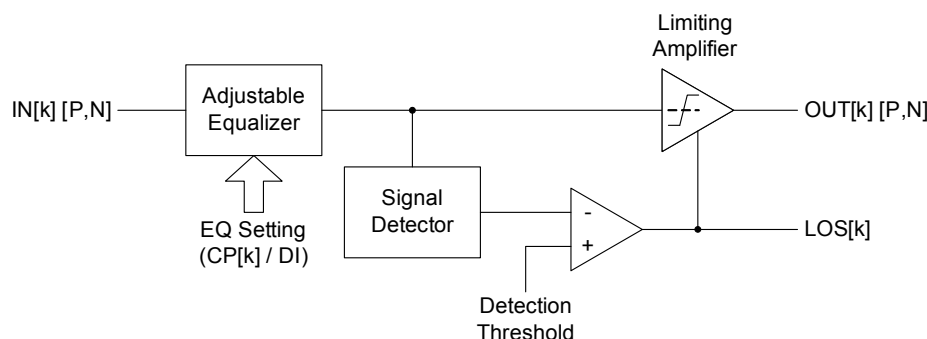 Limiting
Amplifier
IN[k] [P,N]
Adjustable
Equalizer
OUT[k] [P,N]
Signal
Detector
-
+
EQ Setting
(CP[k] / DI)
LOS[k]
Detection
Threshold